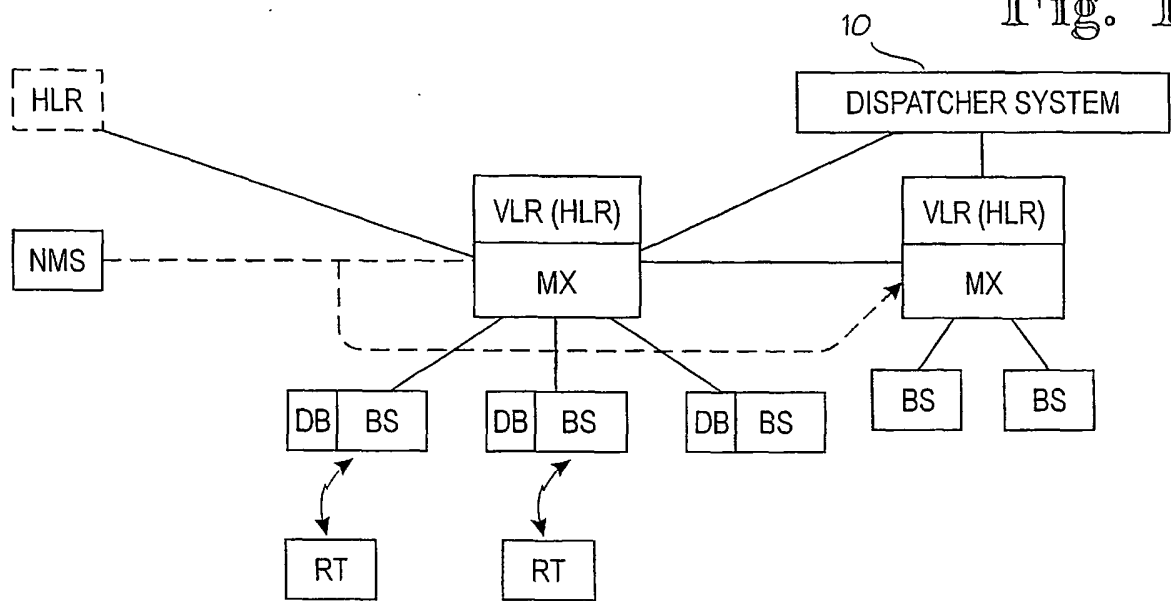 Fig. 1
10
HLR
DISPATCHER SYSTEM
VLR (HLR)
VLR (HLR)
NMS
MX
MX
BS
BS
DB BS
DB BS
DB BS
RT
RT